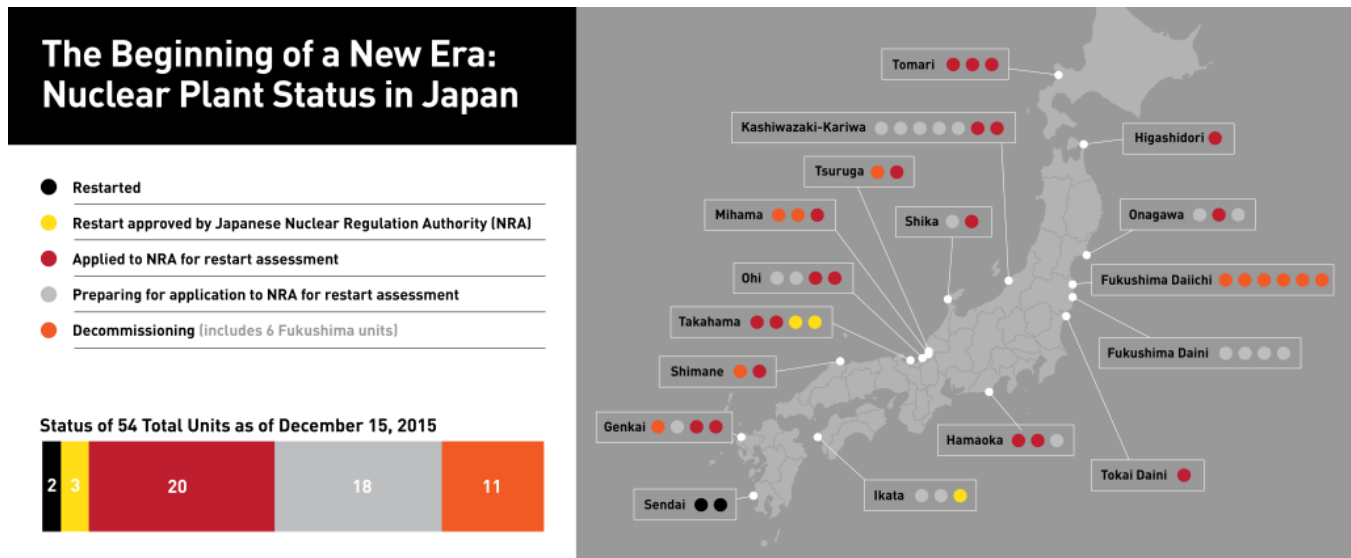 The Beginning of a New Era:
Nuclear Plant Status in Japan
Restarted
Restart approved by Japanese Nuclear Regulation Authority (NRA)
Applied to NRA for restart assessment
Preparing for application to NRA for restart assessment
Decommissioning (includes 6 Fukushima units)
Status of 54 Total Units as of December 15, 2015
2 3 20 18 11
Tomari
Kashiwazaki-Kariwa
Higashidori
Tsuruga
Mihama
Shika
Onagawa
Ohi
Fukushima Daiichi
Takahama
Fukushima Daini
Shimane
Genkai
Hamaoka
Tokai Daini
Ikata
Sendai